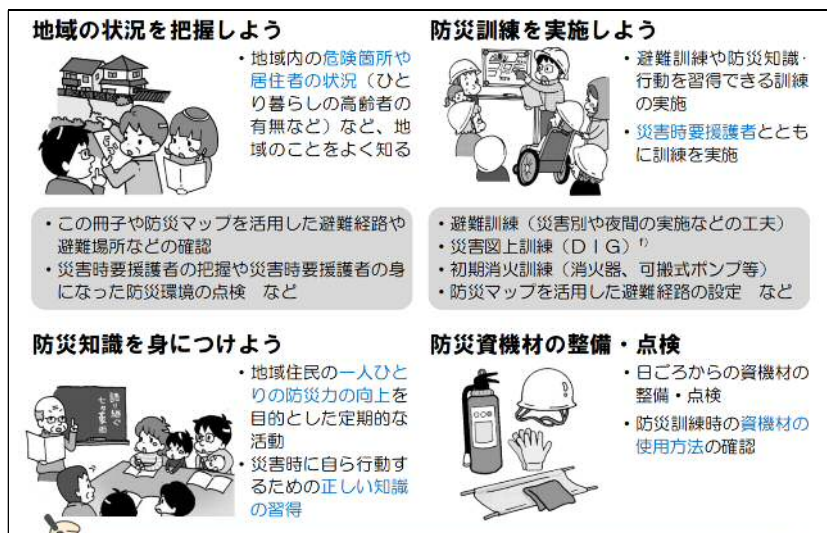 地域の状況を把握しよう
・地域内の危険箇所や
居住者の状況（ひと
り暮らしの高齢者の
有無など）など、地
域のことをよく知る
・この冊子や防災マップを活用した避難経路や
避難場所などの確認
・災害時要援護者の把握や災害時要援護者の身
になった防災環境の点検　など
防災訓練を実施しよう
・避難訓練や防災知識・
行動を習得できる訓練
の実施
・災害時要援護者ととも
に訓練を実施
・避難訓練（災害別や夜間の実施などの工夫）
・災害図上訓練（ＤＩＧ）
・初期消火訓練（消火器、可搬式ポンプ等）
・防災マップを活用した避難経路の設定　など
防災知識を身につけよう
・地域住民の一人ひと
りの防災力の向上を
目的とした定期的な
活動
・災害時に自ら行動す
るための正しい知識
の習得
語り継ぐ
防災資機材の整備・点検
・日ごろからの資機材の
整備・点検
・防災訓練時の資機材の
使用方法の確認